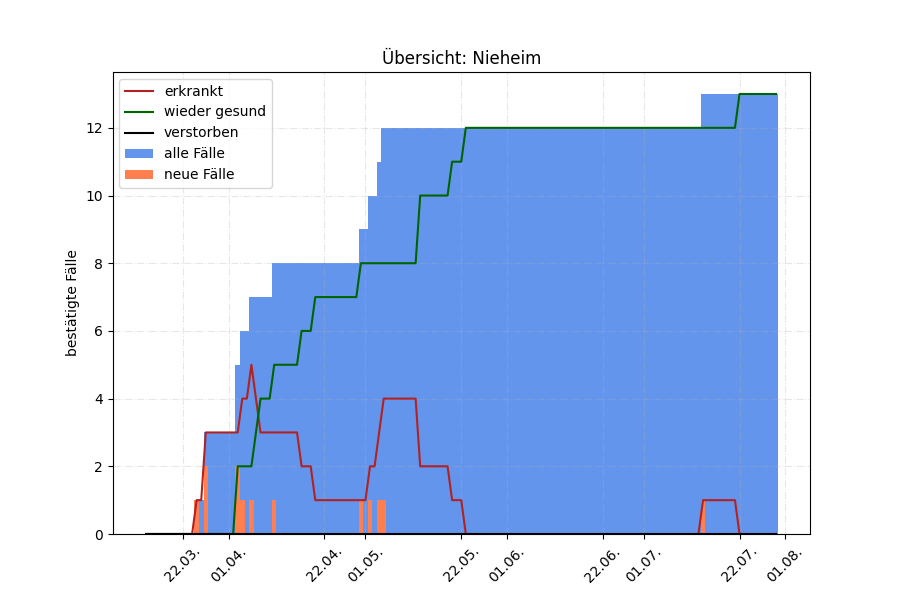 Übersicht: Nieheim
erkrankt
wieder gesund
verstorben
alle Fälle
neue Fälle
bestätigte Fälle
12
10
8
6
4
2
0
22.03. 01.04. 22.04. 01.05. 22.05. 01.06. 22.06. 01.07. 22.07. 01.08.